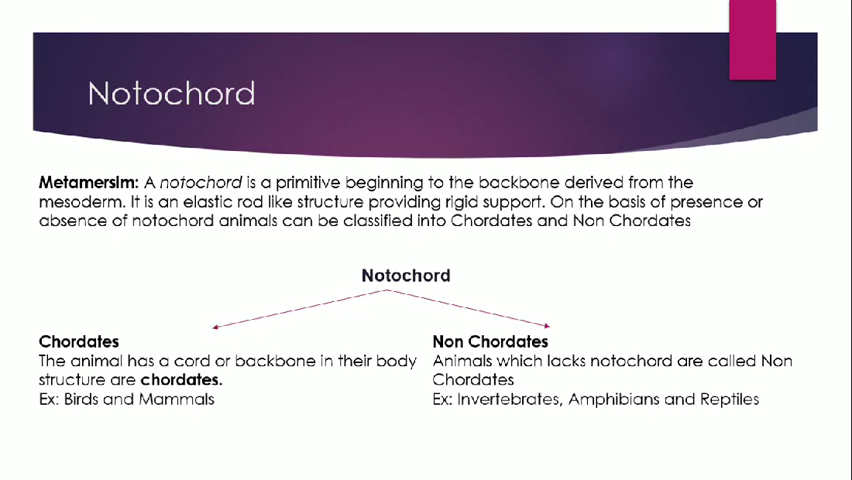 Notochord
Metamersim: A notochord is a primitive beginning to the backbone derived from the
mesoderm. It is an elastic rod like structure providing rigid support. On the basis of presence or
absence of notochord animals can be classified into Chordates and Non Chordates
Notochord
Chordates
The animal has a cord or backbone in their body
structure are chordates.
Ex: Birds and Mammals
Non Chordates
Animals which lacks notochord are called Non
Chordates
Ex: Invertebrates, Amphibians and Reptiles